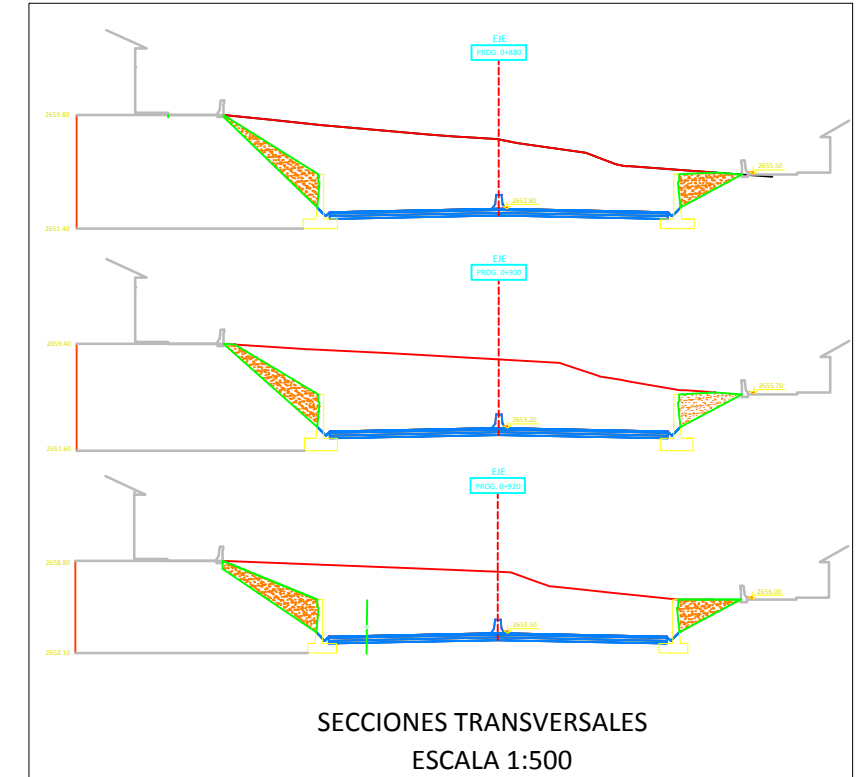 EJE
PROG. 0+880
2659.80
2655.50
2652.80
2651.40
EJE
PROG. 0+900
2659.40
2655.70
2653.20
2651.60
EJE
PROG. 0+920
2658.80
2656.00
2653.50
2652.10
SECCIONES TRANSVERSALES
ESCALA 1:500